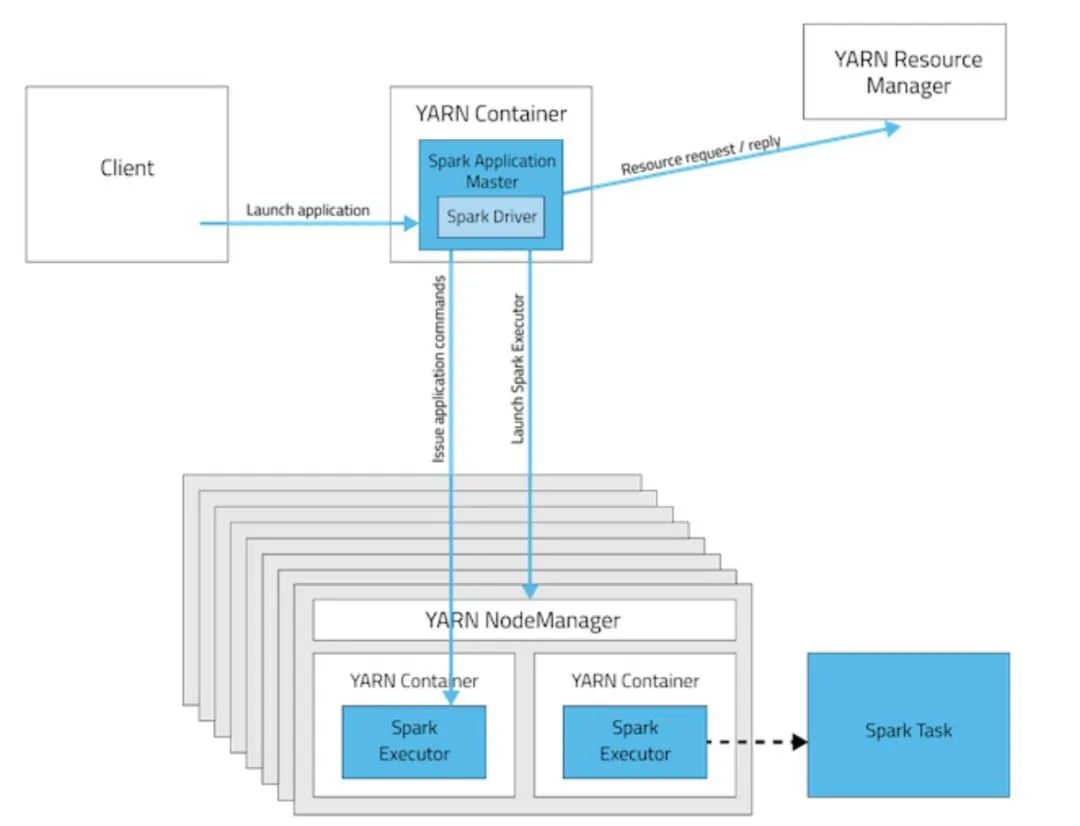 YARN Resource
Manager
YARN Container
Client
Spark Application
Master
Resource request / reply
Launch application
Spark Driver
Issue application commands
Launch Spark Executor
YARN NodeManager
YARN Container
YARN Container
Spark
Executor
Spark
Executor
Spark Task